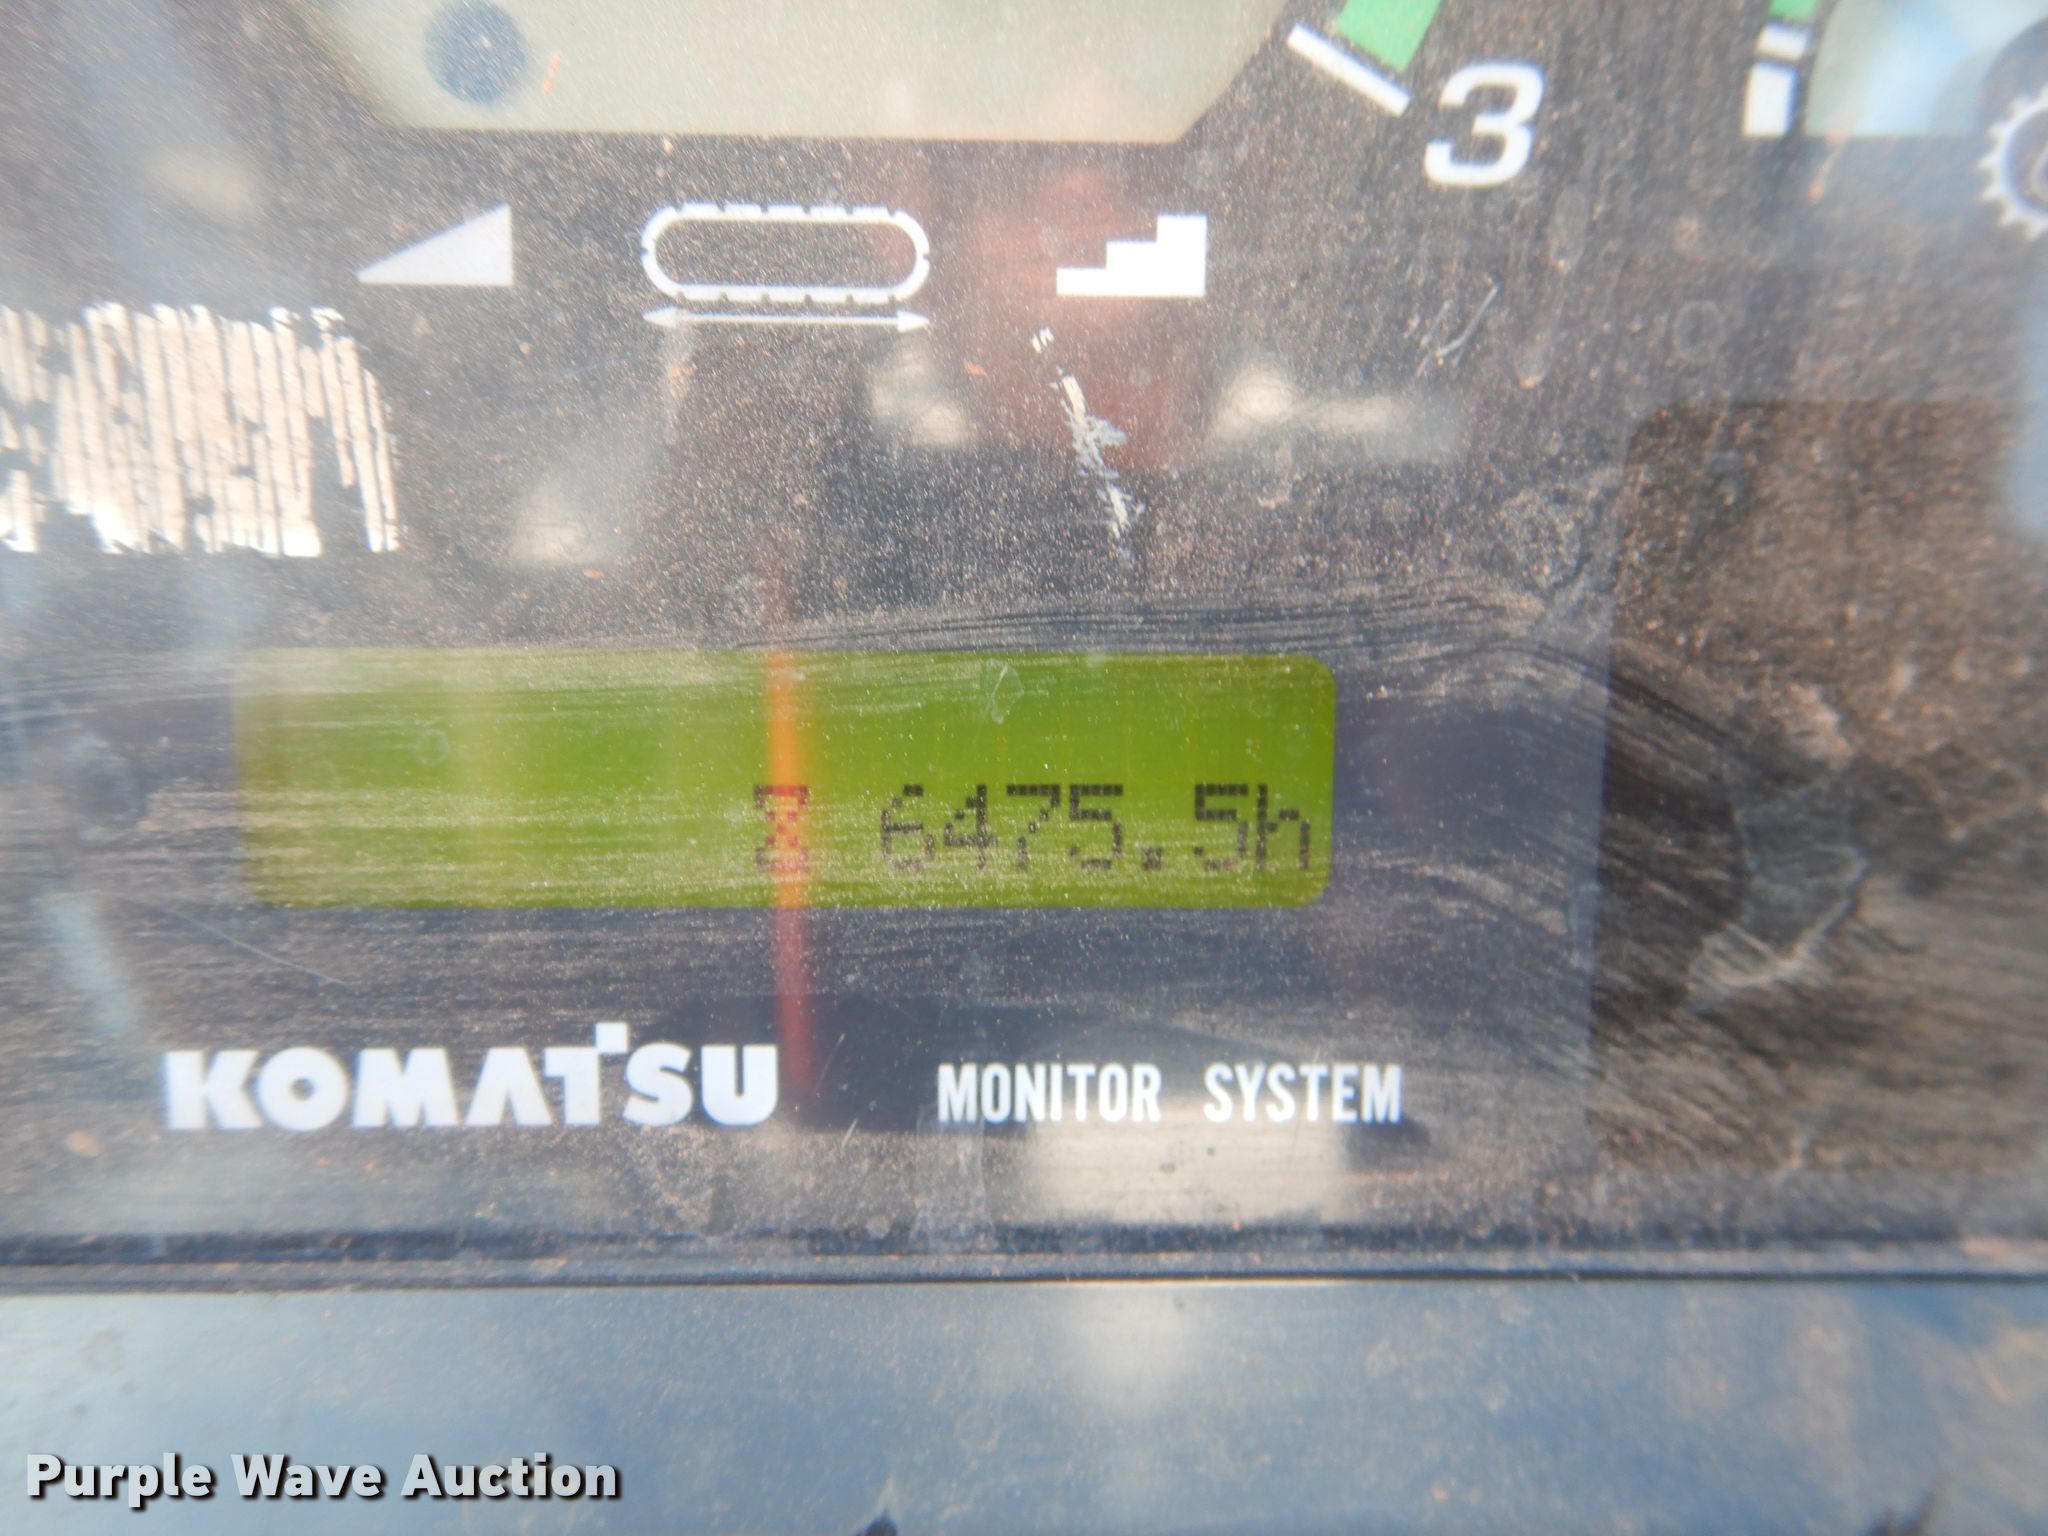 3
6475.5h
KOMATSU MONITOR SYSTEM
Purple Wave Auction